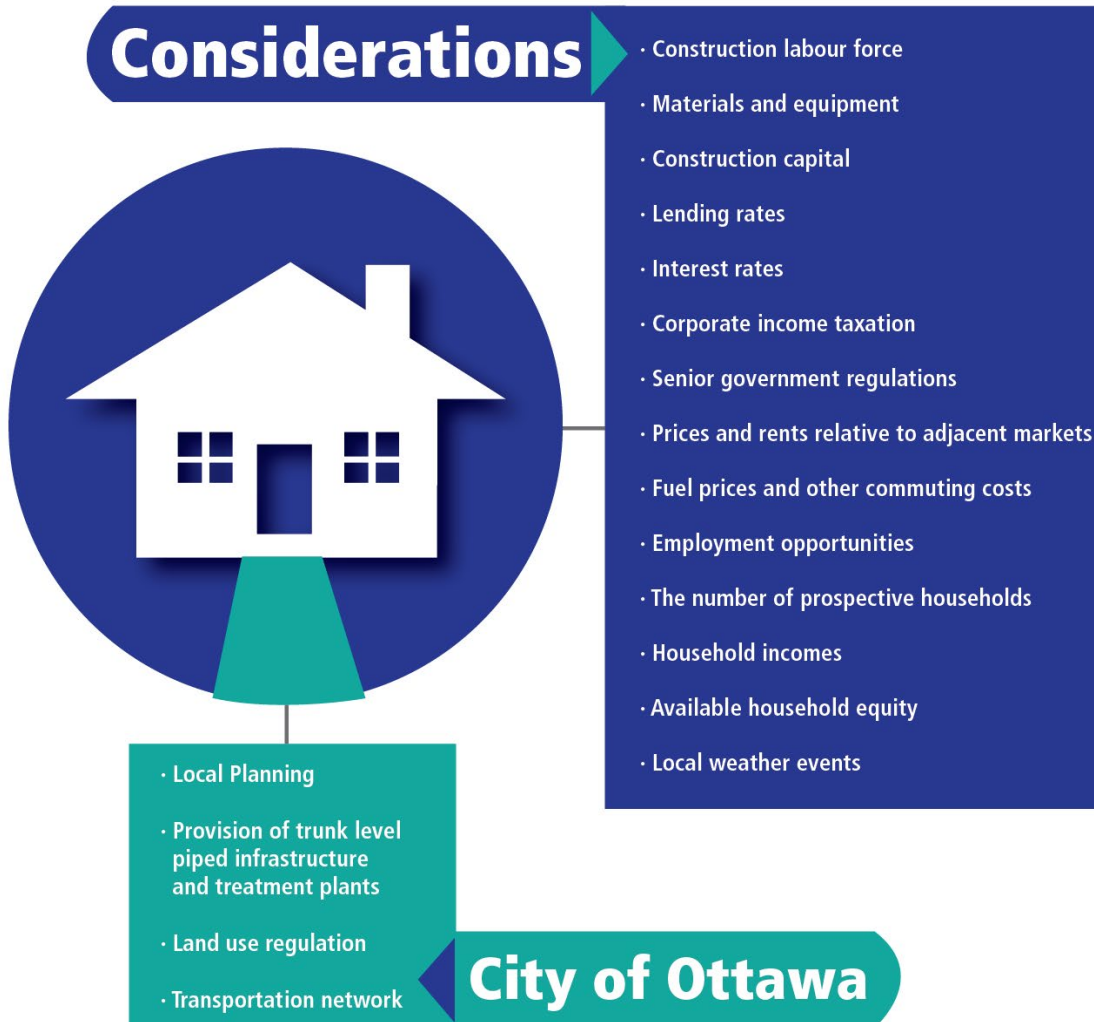 Considerations
· Construction labour force
· Materials and equipment
· Construction capital
· Lending rates
· Interest rates
· Corporate income taxation
· Senior government regulations
· Prices and rents relative to adjacent markets
· Fuel prices and other commuting costs
· Employment opportunities
· The number of prospective households
· Household incomes
· Available household equity
· Local weather events
· Local Planning
· Provision of trunk level
piped infrastructure
and treatment plants
· Land use regulation
· Transportation network
City of Ottawa